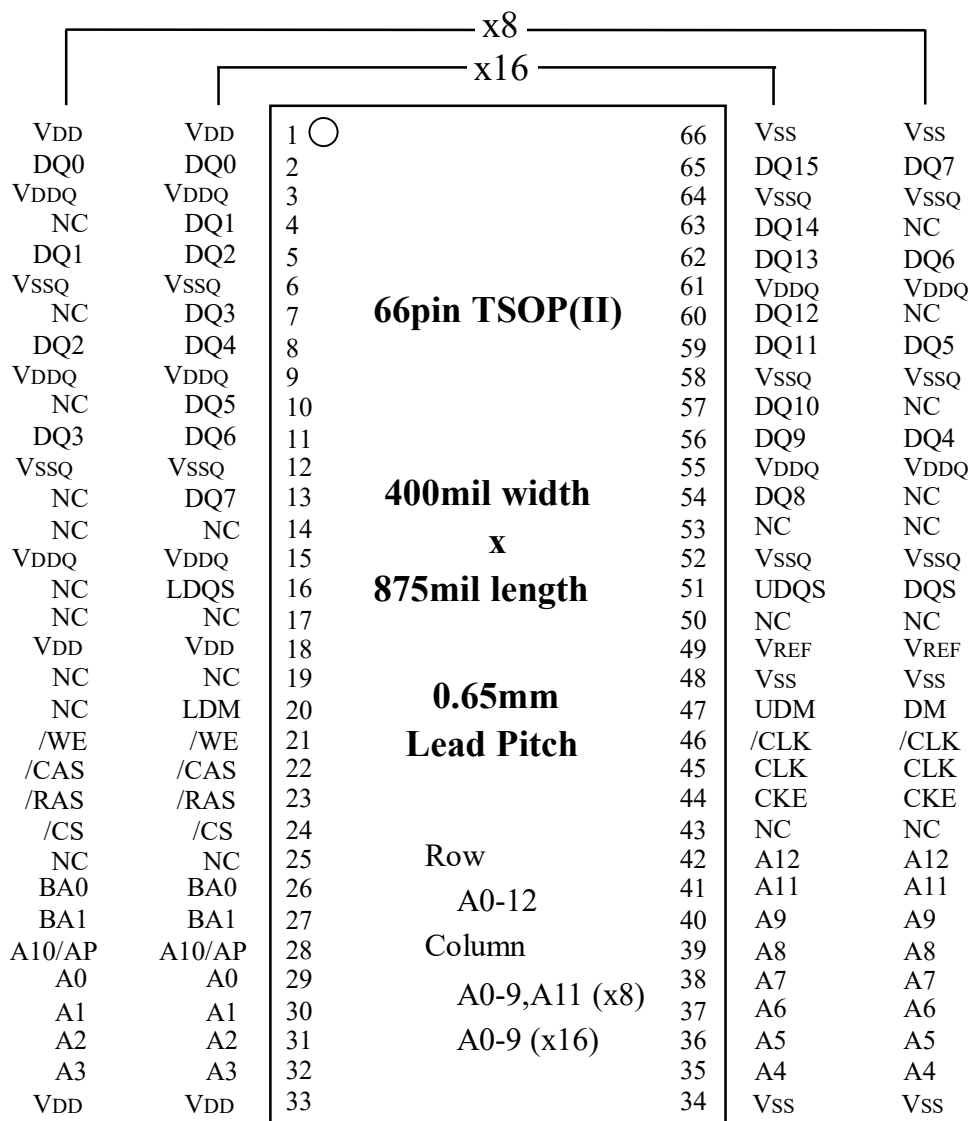 x8
x16
VDD VDD 1 66 VSS VSS
DQ0 DQ0 2 65 DQ15 DQ7
VDDQ VDDQ 3 64 VSSQ VSSQ
NC DQ1 4 63 DQ14 NC
DQ1 DQ2 5 62 DQ13 DQ6
VSSQ VSSQ 6 61 VDDQ VDDQ
NC DQ3 7 66pin TSOP(II) 60 DQ12 NC
DQ2 DQ4 8 59 DQ11 DQ5
VDDQ VDDQ 9 58 VSSQ VSSQ
NC DQ5 10 57 DQ10 NC
DQ3 DQ6 11 56 DQ9 DQ4
VSSQ VSSQ 12 55 VDDQ VDDQ
NC DQ7 13 400mil width 54 DQ8 NC
NC NC 14 53 NC NC
VDDQ VDDQ 15 x 52 VSSQ VSSQ
NC LDQS 16 875mil length 51 UDQS DQS
NC NC 17 50 NC NC
VDD VDD 18 49 VREF VREF
NC NC 19 0.65mm 48 VSS VSS
NC LDM 20 47 UDM DM
/WE /WE 21 Lead Pitch 46 /CLK /CLK
/CAS /CAS 22 45 CLK CLK
/RAS /RAS 23 44 CKE CKE
/CS /CS 24 43 NC NC
NC NC 25 Row 42 A12 A12
BA0 BA0 26 A0-12 41 A11 A11
BA1 BA1 27 40 A9 A9
A10/AP A10/AP 28 Column 39 A8 A8
A0 A0 29 A0-9,A11 (x8) 38 A7 A7
A1 A1 30 37 A6 A6
A2 A2 31 A0-9 (x16) 36 A5 A5
A3 A3 32 35 A4 A4
VDD VDD 33 34 VSS VSS